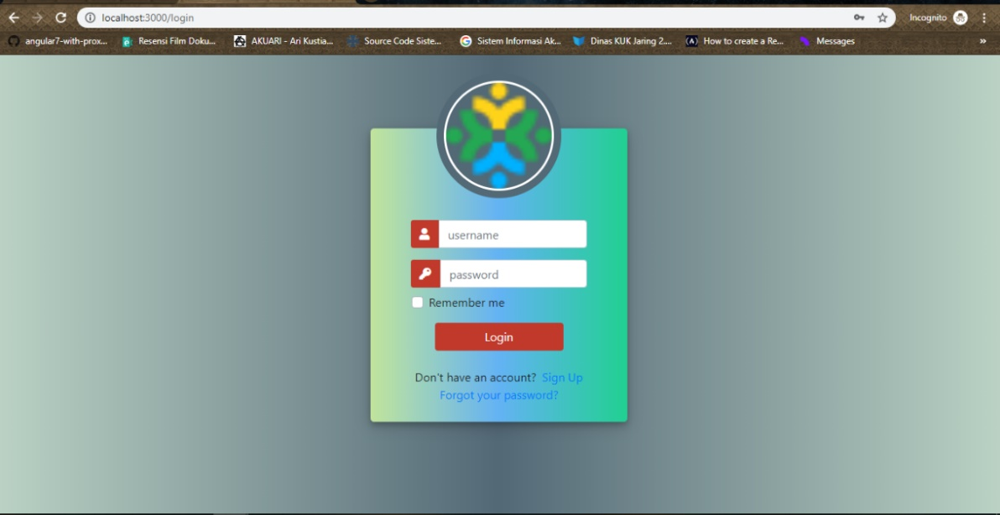 localhost:3000/login
Incognito
angular7-with-prox... Resensi Film Doku... AKUARI - Ari Kustia... Source Code Siste... Sistem Informasi Ak... Dinas KUK Jaring 2.... How to create a Re... Messages »
username
password
Remember me
Login
Don't have an account? Sign Up
Forgot your password?